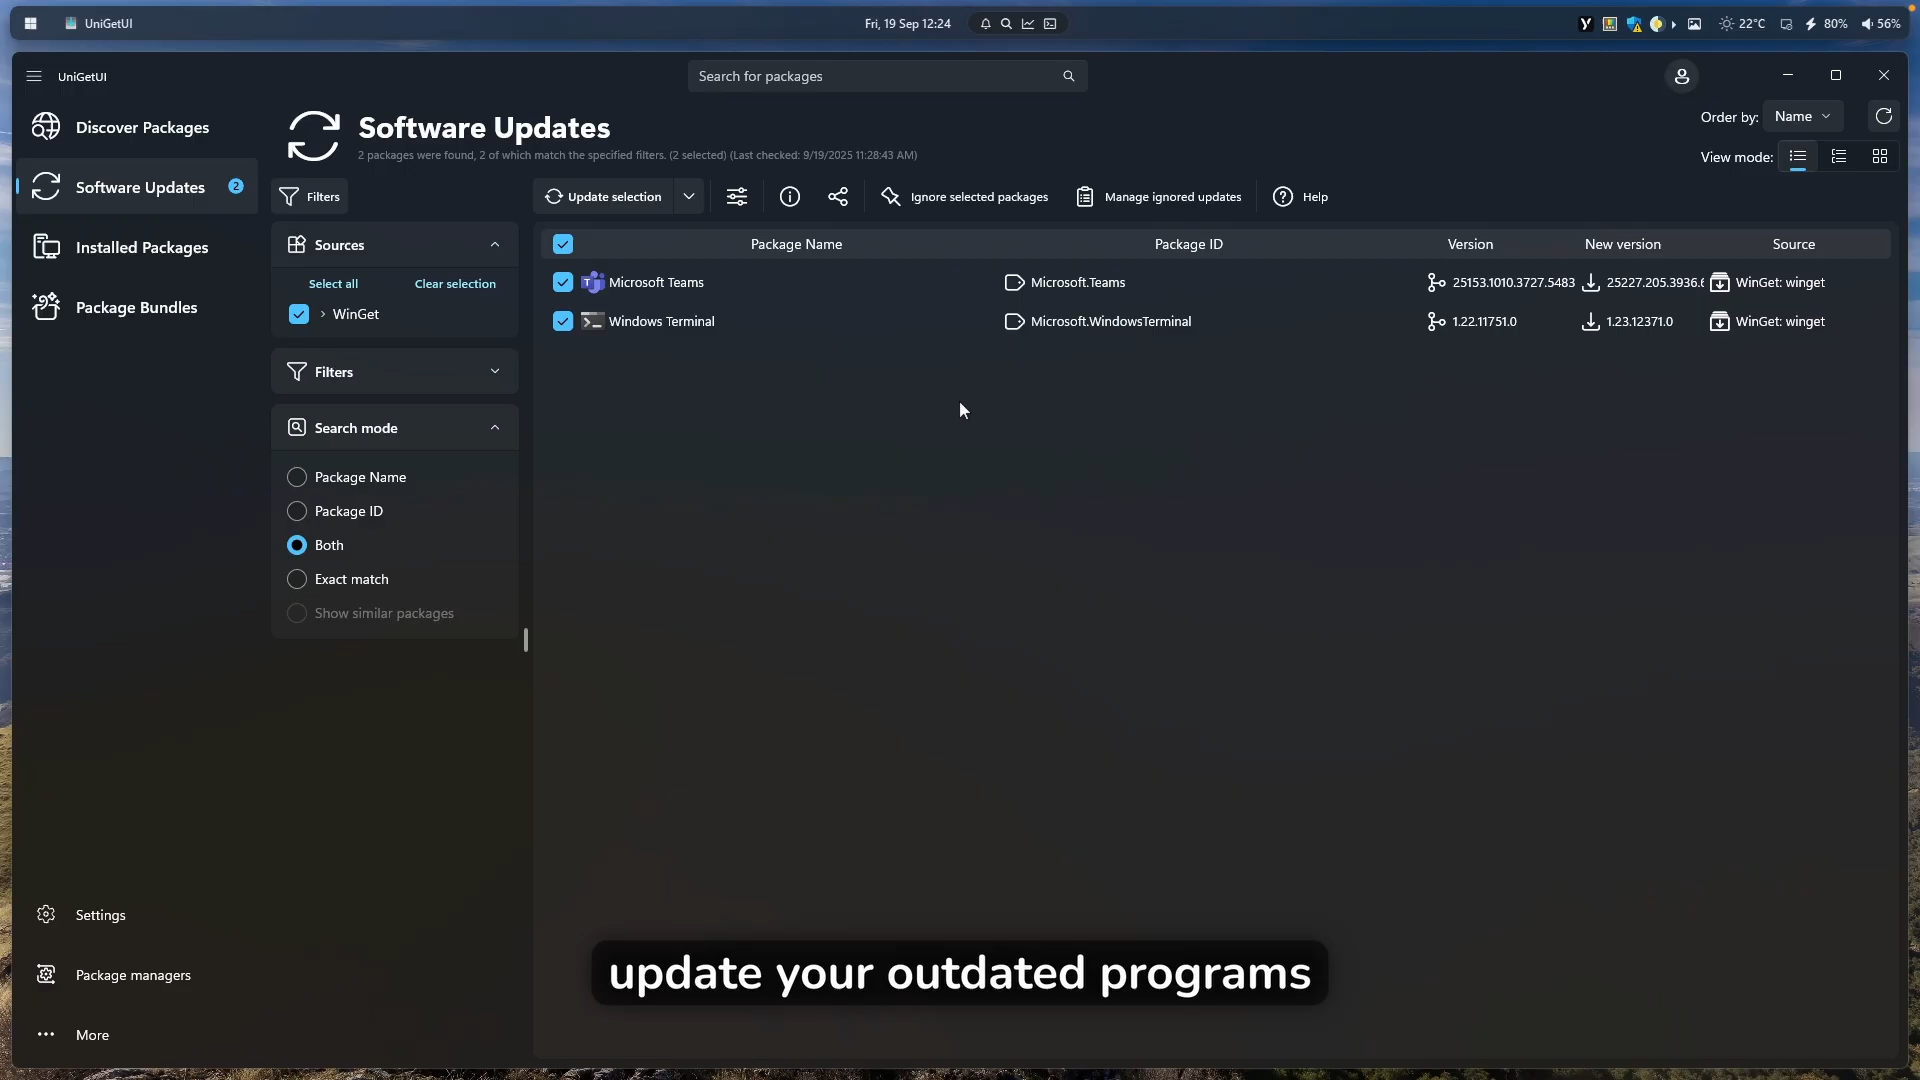 UniGetUI
Fri, 19 Sep 12:24
22°C
80%
56%
UniGetUI
Search for packages
Discover Packages
Software Updates
2
Installed Packages
Package Bundles
Settings
Package managers
More
Software Updates
2 packages were found, 2 of which match the specified filters. (2 selected) (Last checked: 9/19/2025 11:28:43 AM)
Order by:
Name
View mode:
Filters
Update selection
Ignore selected packages
Manage ignored updates
Help
Sources
Select all
Clear selection
WinGet
Filters
Search mode
Package Name
Package ID
Both
Exact match
Show similar packages
Package Name
Package ID
Version
New version
Source
Microsoft Teams
Microsoft.Teams
25153.1010.3727.5483
25227.205.3936.6
WinGet: winget
Windows Terminal
Microsoft.WindowsTerminal
1.22.11751.0
1.23.12371.0
WinGet: winget
update your outdated programs